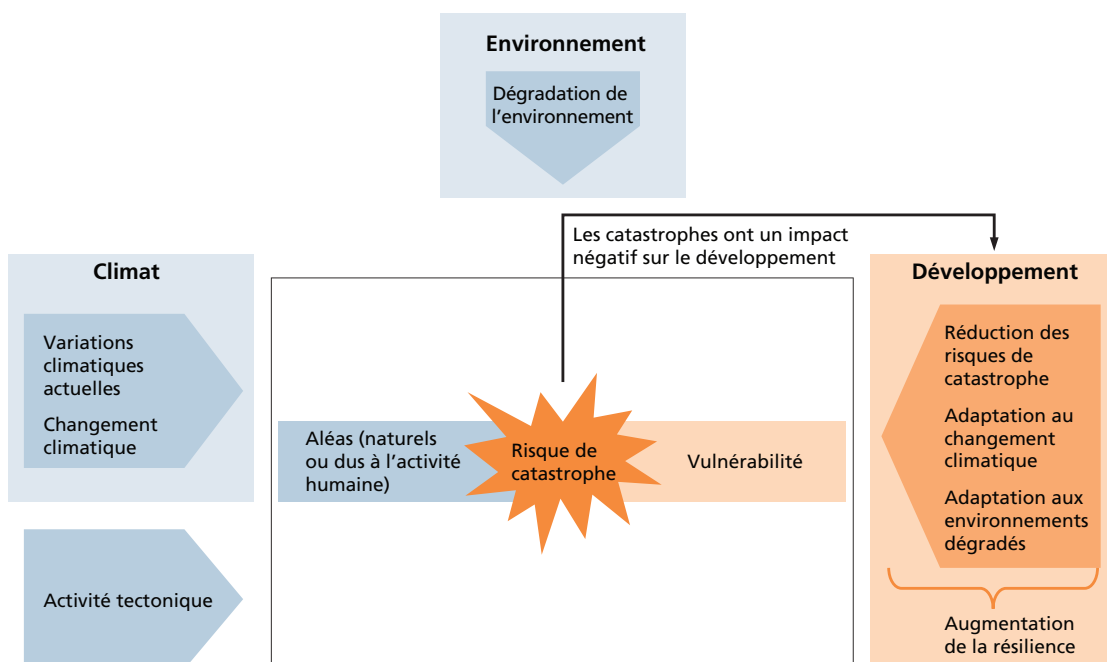 Environnement
Dégradation de
l'environnement
Les catastrophes ont un impact
négatif sur le développement
Climat
Variations
climatiques
actuelles
Changement
climatique
Activité tectonique
Aléas (naturels
ou dus à l'activité
humaine)
Risque de
catastrophe
Vulnérabilité
Développement
Réduction des
risques de
catastrophe
Adaptation au
changement
climatique
Adaptation aux
environnements
dégradés
Augmentation
de la résilience